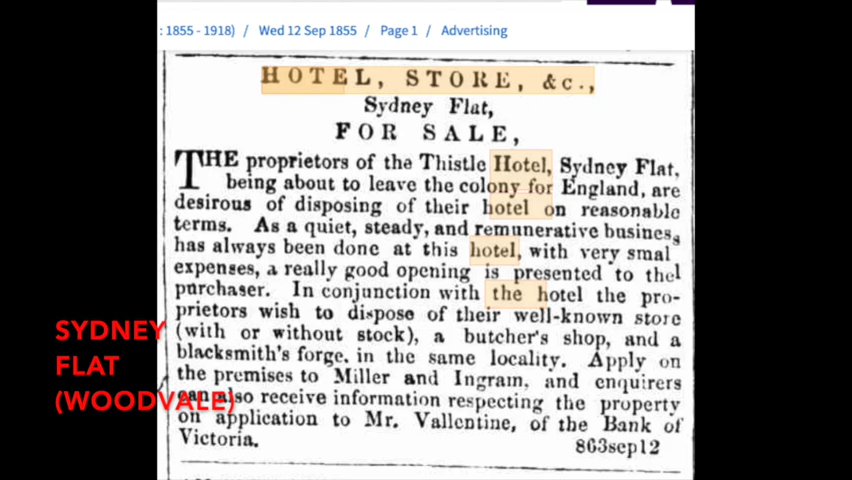 : 1855 - 1918) / Wed 12 Sep 1855 / Page 1 / Advertising
HOTEL, STORE, &c.,
Sydney Flat,
FOR SALE,
THE proprietors of the Thistle Hotel, Sydney Flat,
being about to leave the colony for England, are
desirous of disposing of their hotel on reasonable
terms. As a quiet, steady, and remunerative business
has always been done at this hotel, with very smal
expenses, a really good opening is presented to thel
purchaser. In conjunction with the hotel the pro-
prietors wish to dispose of their well-known store
(with or without stock), a butcher's shop, and a
blacksmith's forge, in the same locality. Apply on
the premises to Miller and Ingram, and enquirers
can also receive information respecting the property
on application to Mr. Vallentine, of the Bank of
Victoria. 863sep12
SYDNEY
FLAT
(WOODVALE)